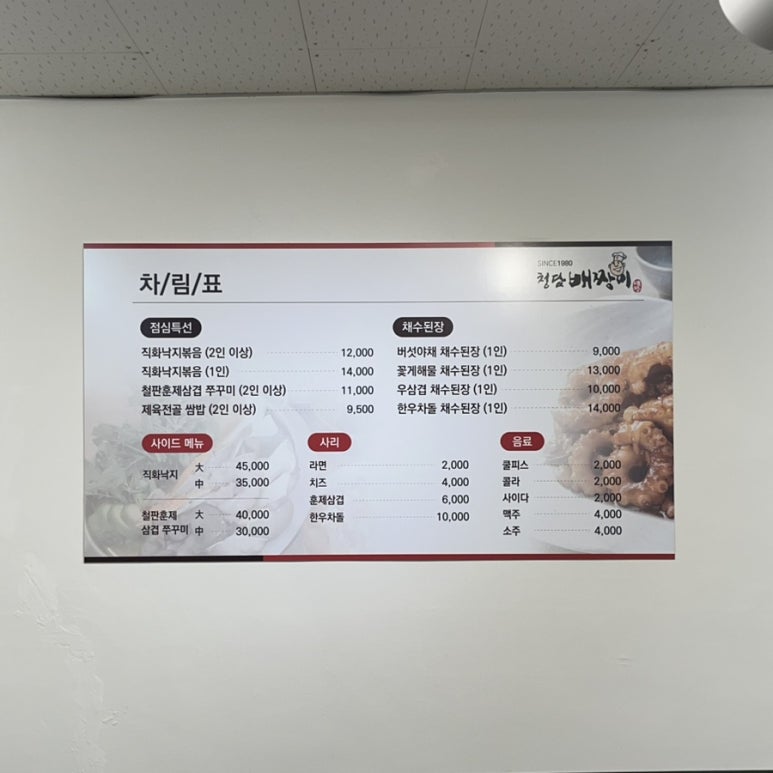 차/림/표
SINCE1980
청담 배짱이
점심특선
직화낙지볶음 (2인 이상) 12,000
직화낙지볶음 (1인) 14,000
철판훈제삼겹 쭈꾸미 (2인 이상) 11,000
제육전골 쌈밥 (2인 이상) 9,500
채수된장
버섯야채 채수된장 (1인) 9,000
꽃게해물 채수된장 (1인) 13,000
우삼겹 채수된장 (1인) 10,000
한우차돌 채수된장 (1인) 14,000
사이드 메뉴
직화낙지
大 45,000
中 35,000
철판훈제
삼겹 쭈꾸미
大 40,000
中 30,000
사리
라면 2,000
치즈 4,000
훈제삼겹 6,000
한우차돌 10,000
음료
쿨피스 2,000
콜라 2,000
사이다 2,000
맥주 4,000
소주 4,000